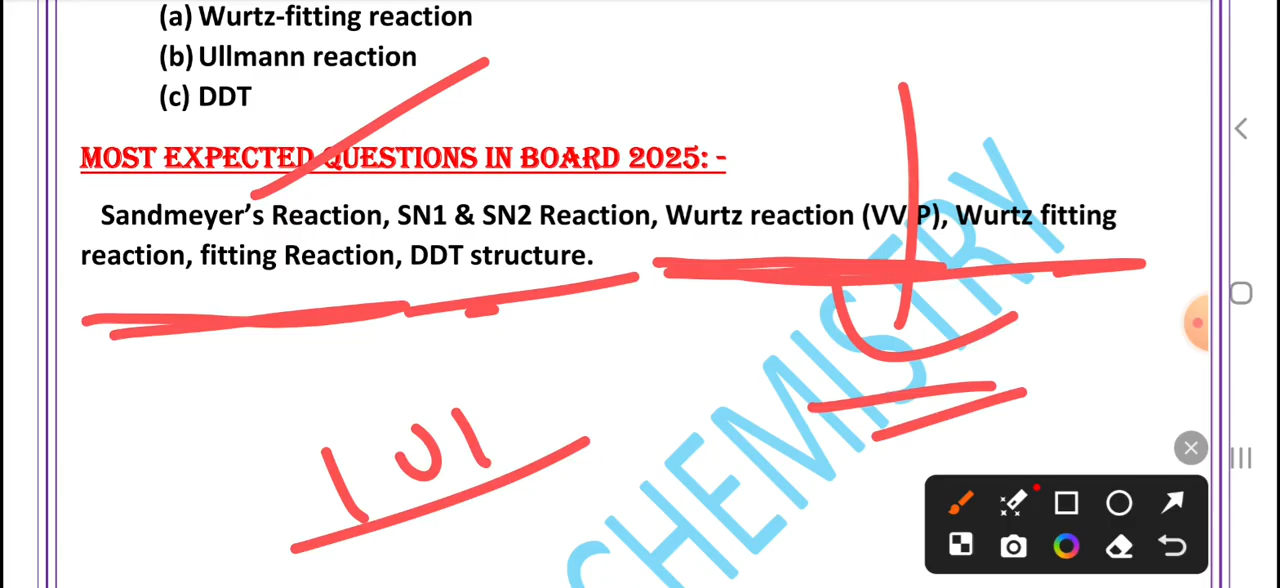 (a) Wurtz-fitting reaction
(b) Ullmann reaction
(c) DDT
MOST EXPECTED QUESTIONS IN BOARD 2025: -
Sandmeyer’s Reaction, SN1 & SN2 Reaction, Wurtz reaction (VVIP), Wurtz fitting
reaction, fitting Reaction, DDT structure.
CHEMISTRY